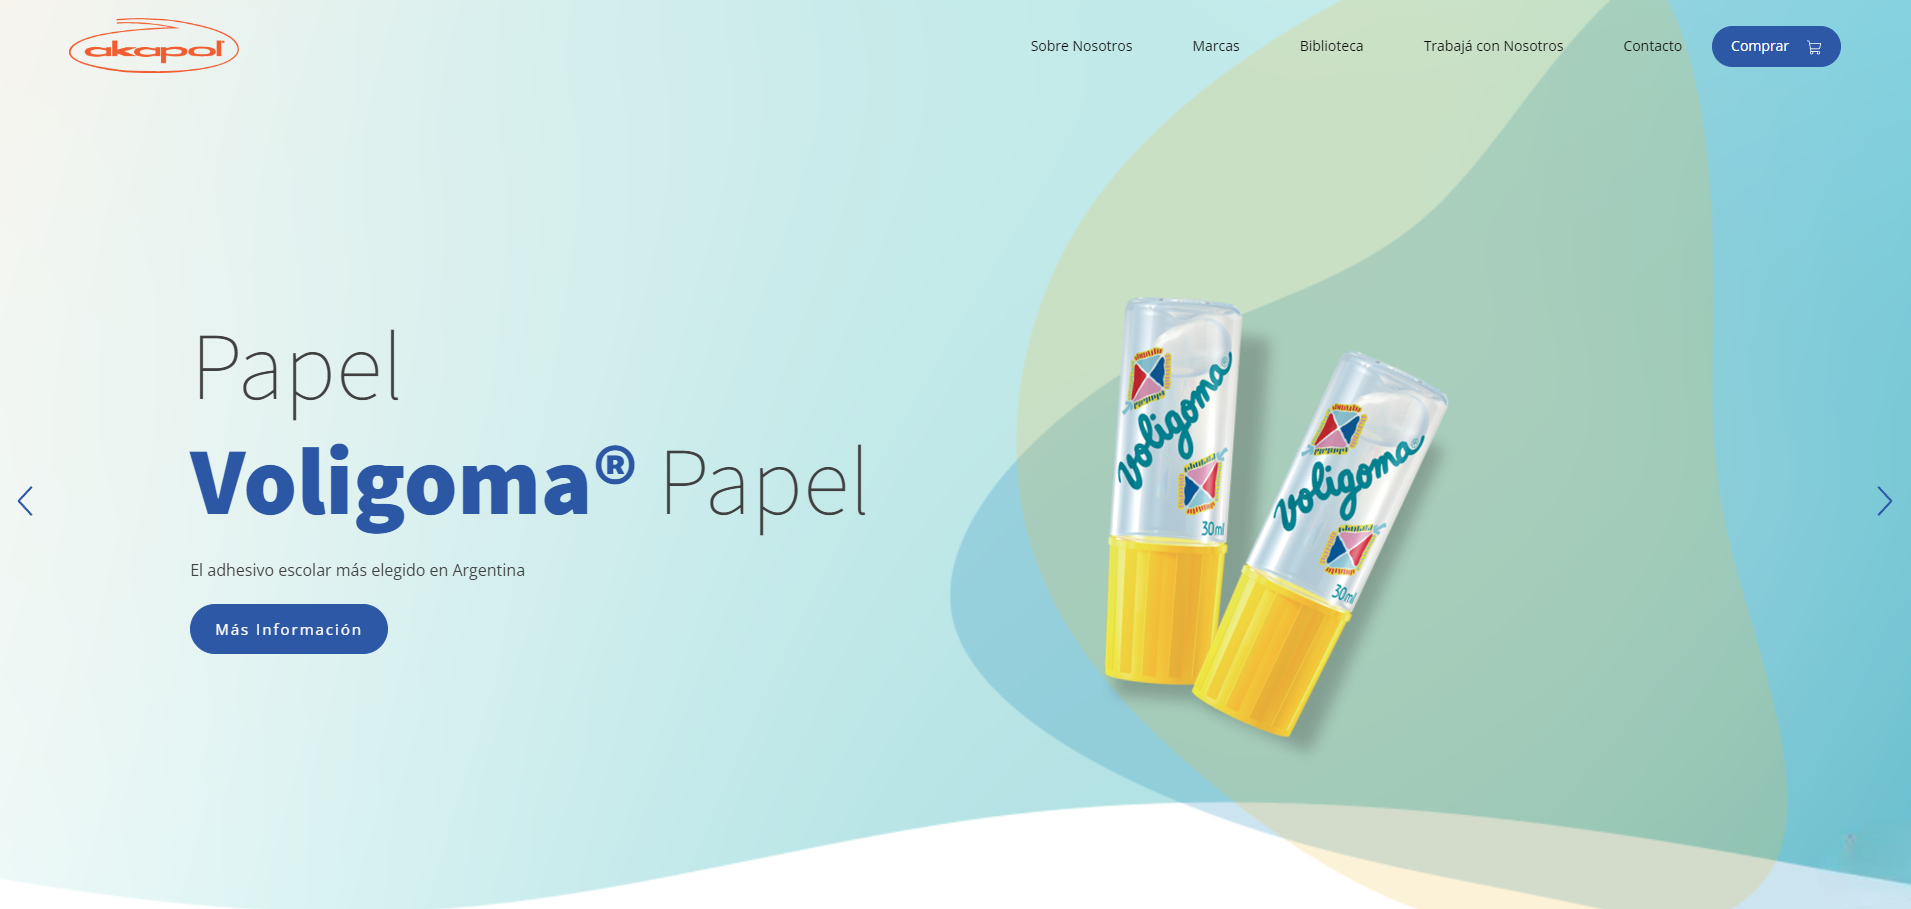 akapol
Sobre Nosotros
Marcas
Biblioteca
Trabajá con Nosotros
Contacto
Comprar
Papel
Voligoma® Papel
El adhesivo escolar más elegido en Argentina
Más Información
Voligoma®
30ml
Voligoma®
30ml